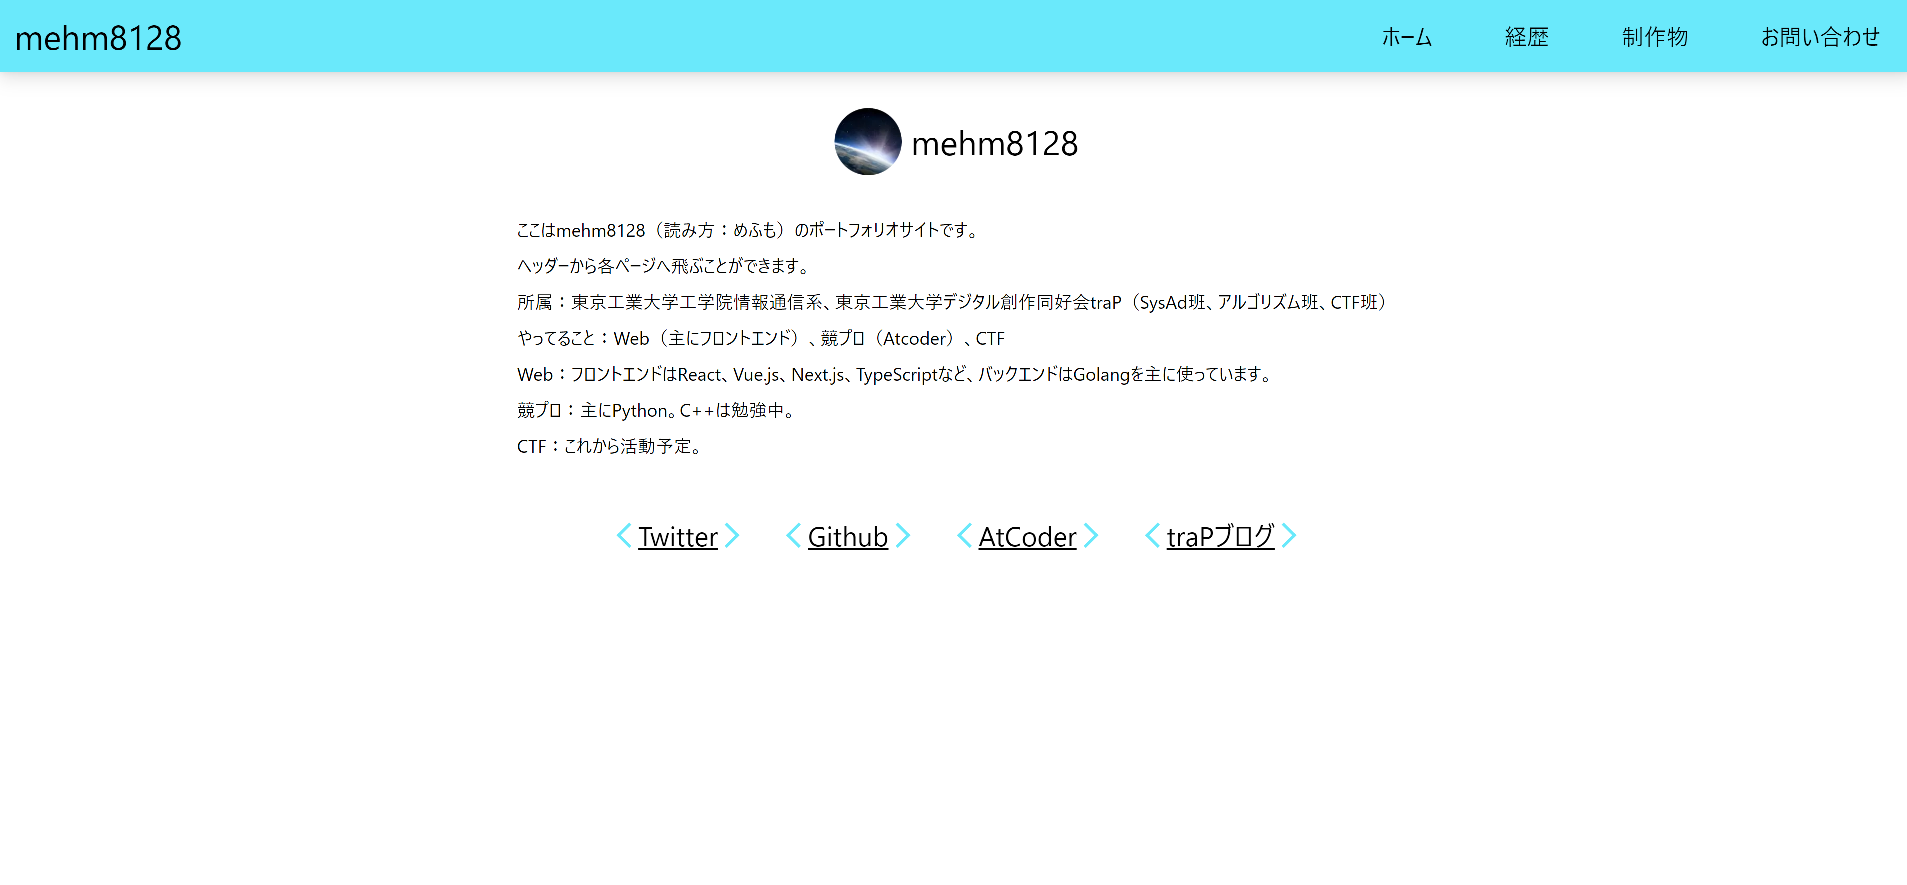 mehm8128
ホーム 経歴 制作物 お問い合わせ
mehm8128
ここはmehm8128（読み方：めふも）のポートフォリオサイトです。
ヘッダーから各ページへ飛ぶことができます。
所属：東京工業大学工学院情報通信系、東京工業大学デジタル創作同好会traP（SysAd班、アルゴリズム班、CTF班）
やってること：Web（主にフロントエンド）、競プロ（Atcoder）、CTF
Web：フロントエンドはReact、Vue.js、Next.js、TypeScriptなど、バックエンドはGolangを主に使っています。
競プロ：主にPython。C++は勉強中。
CTF：これから活動予定。
Twitter Github AtCoder traPブログ